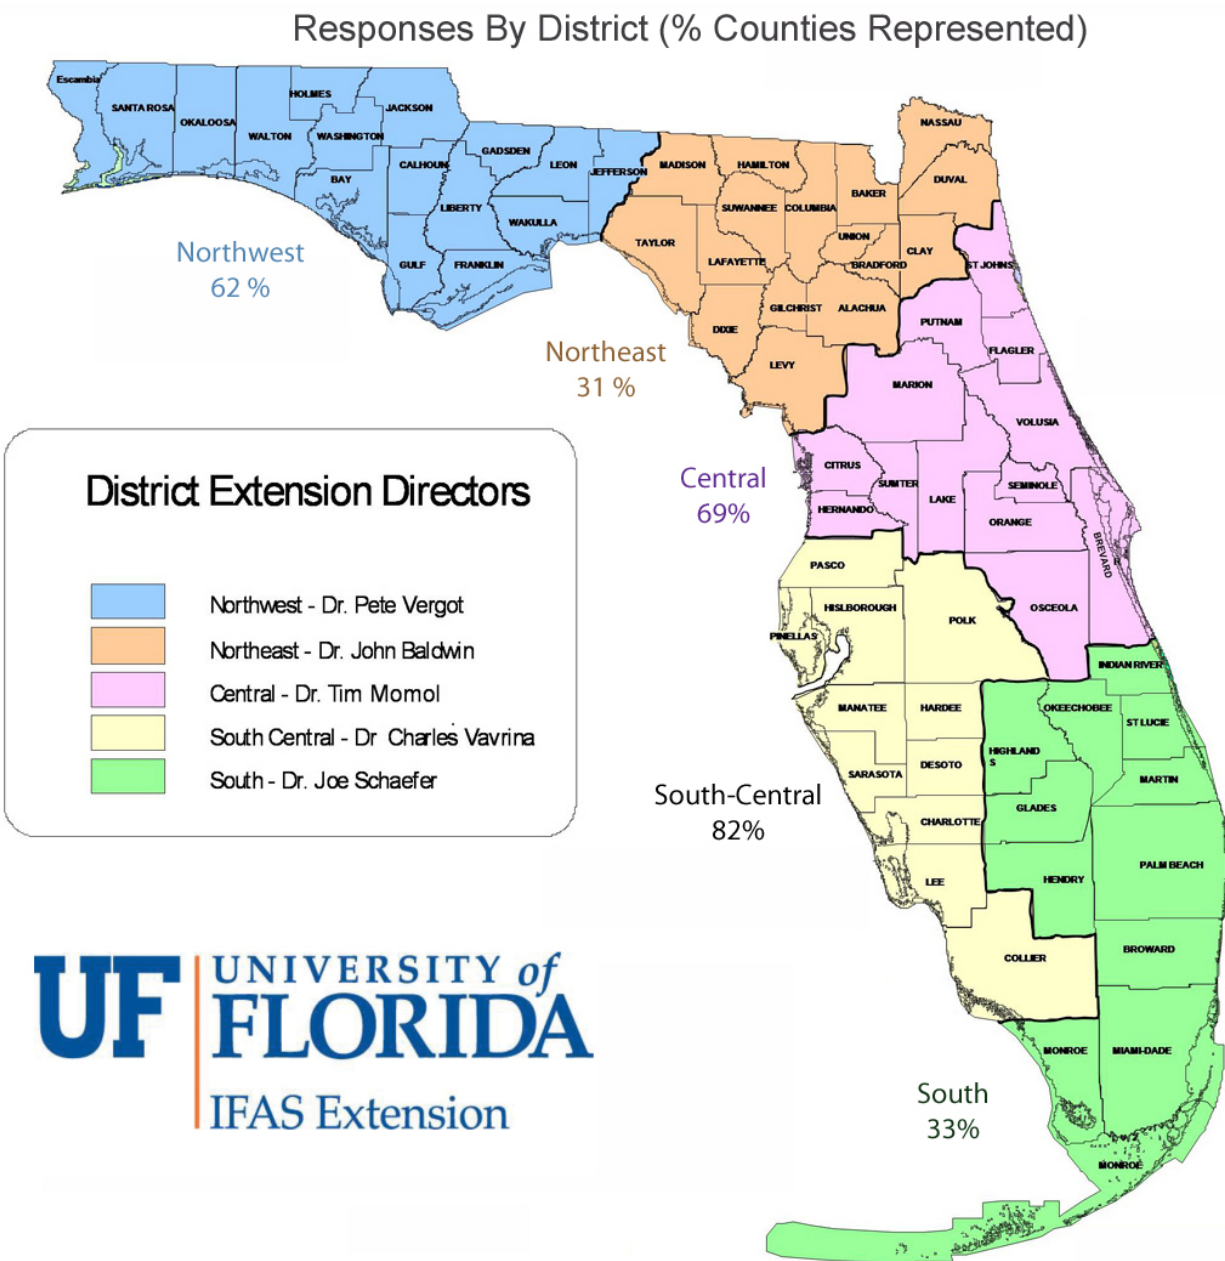 Responses By District (% Counties Represented)
Escambia
SANTA ROSA
OKALOOSA
WALTON
HOLMES
WASHINGTON
JACKSON
BAY
CALHOUN
GULF
LIBERTY
FRANKLIN
GADSDEN
LEON
WAKULLA
JEFFERSON
Northwest
62 %
MADISON
HAMILTON
TAYLOR
SUWANNEE
LAFAYETTE
COLUMBIA
BAKER
UNION
BRADFORD
NASSAU
DUVAL
CLAY
DIXIE
GILCHRIST
ALACHUA
LEVY
Northeast
31 %
ST JOHNS
PUTNAM
FLAGLER
MARION
VOLUSIA
CITRUS
SUMTER
LAKE
HERNANDO
SEMINOLE
ORANGE
BREVARD
OSCEOLA
Central
69%
District Extension Directors
Northwest - Dr. Pete Vergot
Northeast - Dr. John Baldwin
Central - Dr. Tim Momol
South Central - Dr Charles Vavrina
South - Dr. Joe Schaefer
PASCO
HISLBOROUGH
PINELLAS
POLK
MANATEE
HARDEE
SARASOTA
DESOTO
CHARLOTTE
LEE
COLLIER
South-Central
82%
INDIAN RIVER
OKEECHOBEE
ST LUCIE
HIGHLAND
S
MARTIN
GLADES
PALM BEACH
HENDRY
BROWARD
MONROE
MIAMI-DADE
MONROE
South
33%
UF
UNIVERSITY of
FLORIDA
IFAS Extension